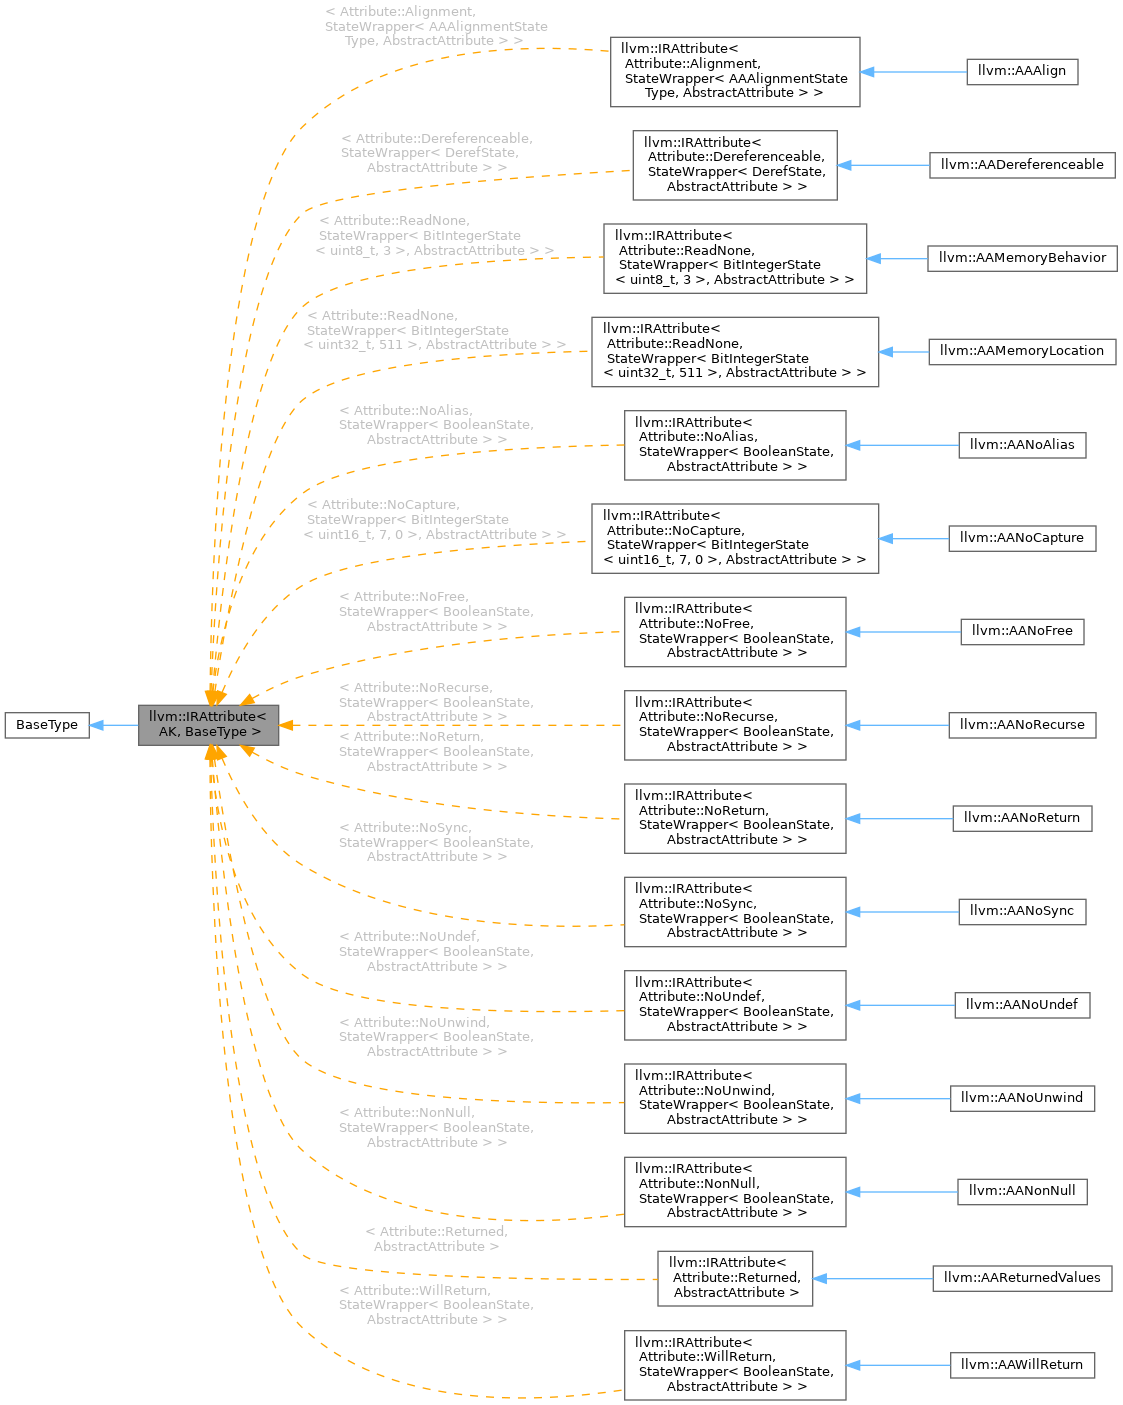 < Attribute::Alignment,
StateWrapper< AAAlignmentState
Type, AbstractAttribute > >
llvm::IRAttribute<
Attribute::Alignment,
StateWrapper< AAAlignmentState
Type, AbstractAttribute > >
llvm::AAAlign
< Attribute::Dereferenceable,
StateWrapper< DerefState,
AbstractAttribute > >
llvm::IRAttribute<
Attribute::Dereferenceable,
StateWrapper< DerefState,
AbstractAttribute > >
llvm::AADereferenceable
< Attribute::ReadNone,
StateWrapper< BitIntegerState
< uint8_t, 3 >, AbstractAttribute > >
llvm::IRAttribute<
Attribute::ReadNone,
StateWrapper< BitIntegerState
< uint8_t, 3 >, AbstractAttribute > >
llvm::AAMemoryBehavior
< Attribute::ReadNone,
StateWrapper< BitIntegerState
< uint32_t, 511 >, AbstractAttribute > >
llvm::IRAttribute<
Attribute::ReadNone,
StateWrapper< BitIntegerState
< uint32_t, 511 >, AbstractAttribute > >
llvm::AAMemoryLocation
< Attribute::NoAlias,
StateWrapper< BooleanState,
AbstractAttribute > >
llvm::IRAttribute<
Attribute::NoAlias,
StateWrapper< BooleanState,
AbstractAttribute > >
llvm::AANoAlias
< Attribute::NoCapture,
StateWrapper< BitIntegerState
< uint16_t, 7, 0 >, AbstractAttribute > >
llvm::IRAttribute<
Attribute::NoCapture,
StateWrapper< BitIntegerState
< uint16_t, 7, 0 >, AbstractAttribute > >
llvm::AANoCapture
< Attribute::NoFree,
StateWrapper< BooleanState,
AbstractAttribute > >
llvm::IRAttribute<
Attribute::NoFree,
StateWrapper< BooleanState,
AbstractAttribute > >
llvm::AANoFree
BaseType
llvm::IRAttribute<
AK, BaseType >
< Attribute::NoRecurse,
StateWrapper< BooleanState,
AbstractAttribute > >
llvm::IRAttribute<
Attribute::NoRecurse,
StateWrapper< BooleanState,
AbstractAttribute > >
llvm::AANoRecurse
< Attribute::NoReturn,
StateWrapper< BooleanState,
AbstractAttribute > >
llvm::IRAttribute<
Attribute::NoReturn,
StateWrapper< BooleanState,
AbstractAttribute > >
llvm::AANoReturn
< Attribute::NoSync,
StateWrapper< BooleanState,
AbstractAttribute > >
llvm::IRAttribute<
Attribute::NoSync,
StateWrapper< BooleanState,
AbstractAttribute > >
llvm::AANoSync
< Attribute::NoUndef,
StateWrapper< BooleanState,
AbstractAttribute > >
llvm::IRAttribute<
Attribute::NoUndef,
StateWrapper< BooleanState,
AbstractAttribute > >
llvm::AANoUndef
< Attribute::NoUnwind,
StateWrapper< BooleanState,
AbstractAttribute > >
llvm::IRAttribute<
Attribute::NoUnwind,
StateWrapper< BooleanState,
AbstractAttribute > >
llvm::AANoUnwind
< Attribute::NonNull,
StateWrapper< BooleanState,
AbstractAttribute > >
llvm::IRAttribute<
Attribute::NonNull,
StateWrapper< BooleanState,
AbstractAttribute > >
llvm::AANonNull
< Attribute::Returned,
AbstractAttribute >
llvm::IRAttribute<
Attribute::Returned,
AbstractAttribute >
llvm::AAReturnedValues
< Attribute::WillReturn,
StateWrapper< BooleanState,
AbstractAttribute > >
llvm::IRAttribute<
Attribute::WillReturn,
StateWrapper< BooleanState,
AbstractAttribute > >
llvm::AAWillReturn